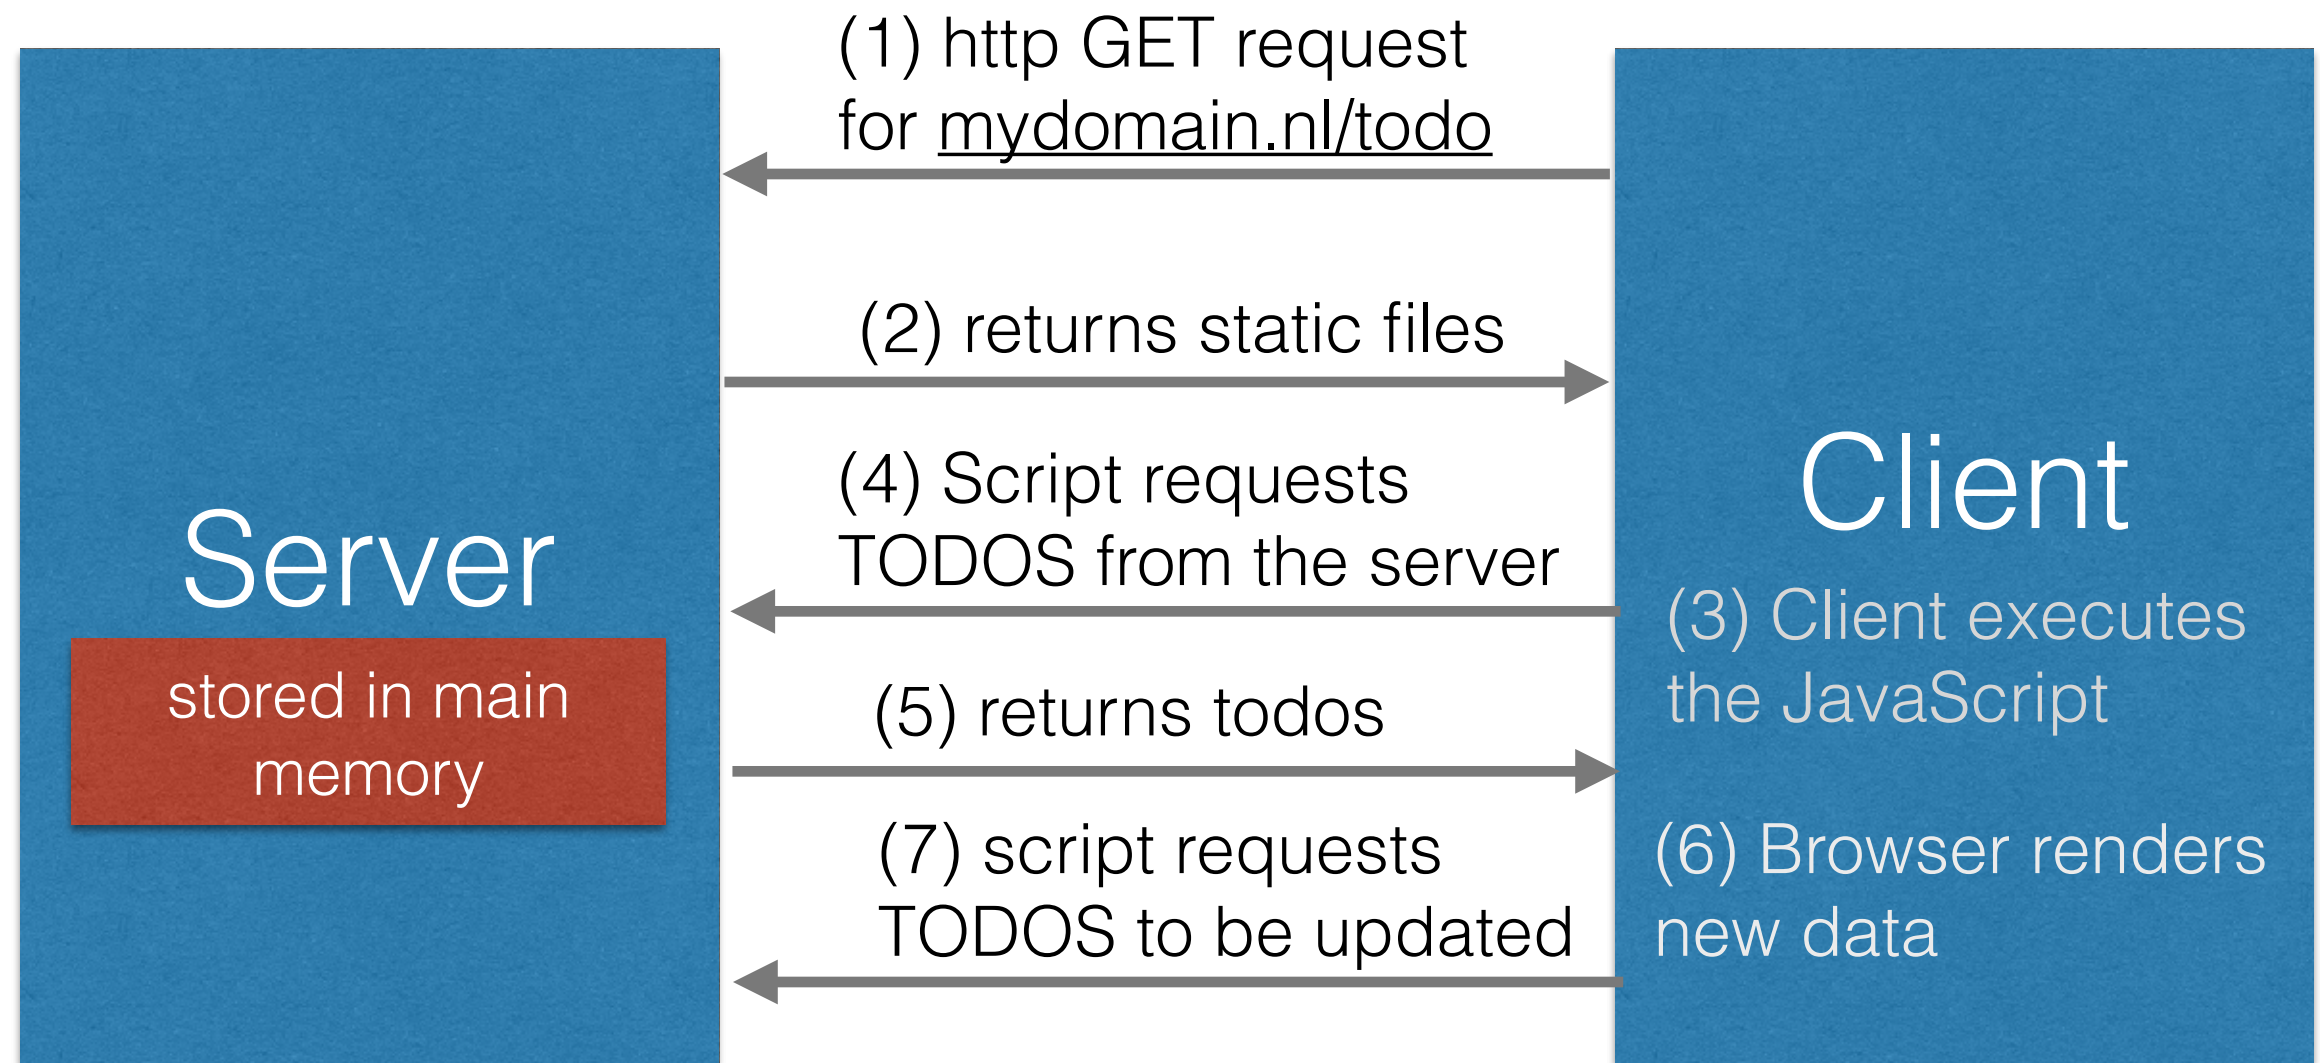 (1) http GET request
for mydomain.nl/todo
(2) returns static files
(4) Script requests
TODOS from the server
(5) returns todos
(7) script requests
TODOS to be updated
Server
stored in main
memory
Client
(3) Client executes
the JavaScript
(6) Browser renders
new data